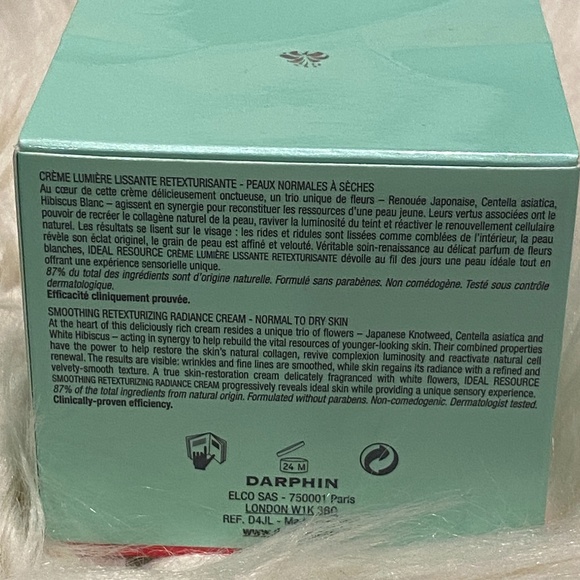 CRÈME LUMIÈRE LISSANTE RETEXTURISANTE - PEAUX NORMALES À SÈCHES
Au cœur de cette crème délicieusement onctueuse, un trio unique de fleurs – Renouée Japonaise, Centella asiatica,
Hibiscus Blanc – agissent en synergie pour reconstituer les ressources d'une peau jeune. Leurs vertus associées ont le
pouvoir de recréer le collagène naturel de la peau, raviver la luminosité du teint et réactiver le renouvellement cellulaire
naturel. Les résultats se lisent sur le visage : les rides et ridules sont lissées comme comblées de l'intérieur, la peau
révèle son éclat originel, le grain de peau est affiné et velouté. Véritable soin-renaissance au délicat parfum de fleurs
blanches, IDEAL RESOURCE CRÈME LUMIÈRE LISSANTE RETEXTURISANTE dévoile au fil des jours une peau idéale tout en
offrant une expérience sensorielle unique.
87% du total des ingrédients sont d'origine naturelle. Formulé sans parabènes. Non comédogène. Testé sous contrôle
dermatologique.
Efficacité cliniquement prouvée.
SMOOTHING RETEXTURIZING RADIANCE CREAM - NORMAL TO DRY SKIN
At the heart of this deliciously rich cream resides a unique trio of flowers – Japanese Knotweed, Centella asiatica and
White Hibiscus – acting in synergy to help rebuild the vital resources of younger-looking skin. Their combined properties
have the power to help restore the skin's natural collagen, revive complexion luminosity and reactivate natural cell
renewal. The results are visible: wrinkles and fine lines are smoothed, while skin regains its radiance with a refined and
velvety-smooth texture. A true skin-restoration cream delicately fragranced with white flowers, IDEAL RESOURCE
SMOOTHING RETEXTURIZING RADIANCE CREAM progressively reveals ideal skin while providing a unique sensory experience.
87% of the total ingredients from natural origin. Formulated without parabens. Non-comedogenic. Dermatologist tested.
Clinically-proven efficiency.
24 M
DARPHIN
ELCO SAS - 750001 Paris
LONDON W1K
REF. D4JL -